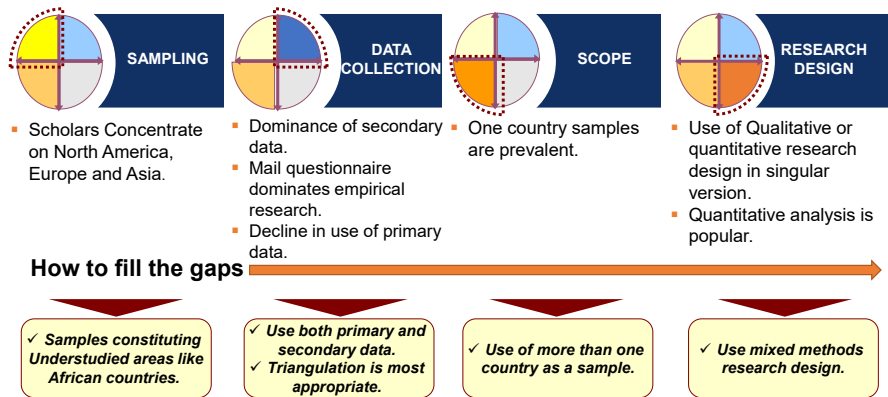 SAMPLING
▪ Scholars Concentrate
on North America,
Europe and Asia.
DATA
COLLECTION
▪ Dominance of secondary
data.
▪ Mail questionnaire
dominates empirical
research.
▪ Decline in use of primary
data.
SCOPE
▪ One country samples
are prevalent.
RESEARCH
DESIGN
▪ Use of Qualitative or
quantitative research
design in singular
version.
▪ Quantitative analysis is
popular.
How to fill the gaps
✓ Samples constituting
Understudied areas like
African countries.
✓ Use both primary and
secondary data.
✓ Triangulation is most
appropriate.
✓ Use of more than one
country as a sample.
✓ Use mixed methods
research design.